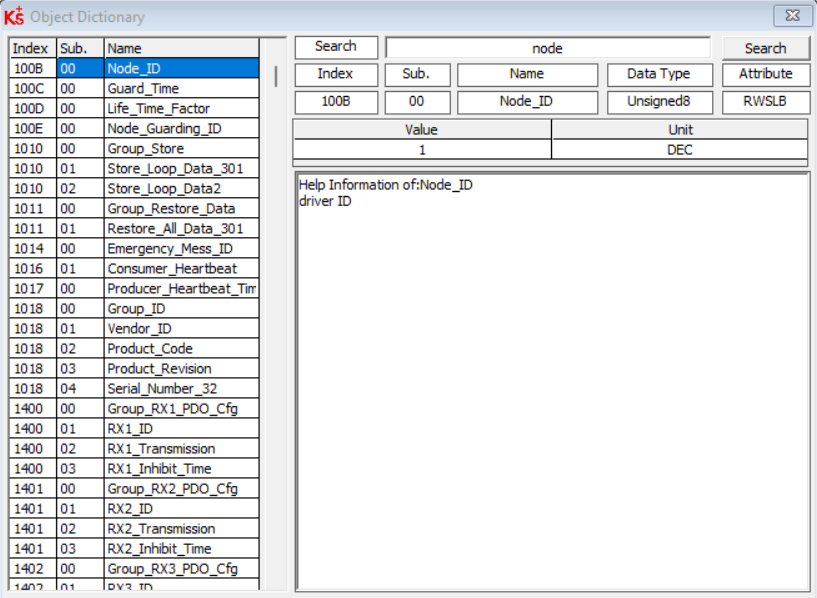 Object Dictionary
Index Sub. Name
100B 00 Node_ID
100C 00 Guard_Time
100D 00 Life_Time_Factor
100E 00 Node_Guarding_ID
1010 00 Group_Store
1010 01 Store_Loop_Data_301
1010 02 Store_Loop_Data2
1011 00 Group_Restore_Data
1011 01 Restore_All_Data_301
1014 00 Emergency_Mess_ID
1016 01 Consumer_Heartbeat
1017 00 Producer_Heartbeat_Tim
1018 00 Group_ID
1018 01 Vendor_ID
1018 02 Product_Code
1018 03 Product_Revision
1018 04 Serial_Number_32
1400 00 Group_RX1_PDO_Cfg
1400 01 RX1_ID
1400 02 RX1_Transmission
1400 03 RX1_Inhibit_Time
1401 00 Group_RX2_PDO_Cfg
1401 01 RX2_ID
1401 02 RX2_Transmission
1401 03 RX2_Inhibit_Time
1402 00 Group_RX3_PDO_Cfg
1402 01 RX3_ID
Search node Search
Index Sub. Name Data Type Attribute
100B 00 Node_ID Unsigned8 RWSLB
Value Unit
1 DEC
Help Information of:Node_ID
driver ID